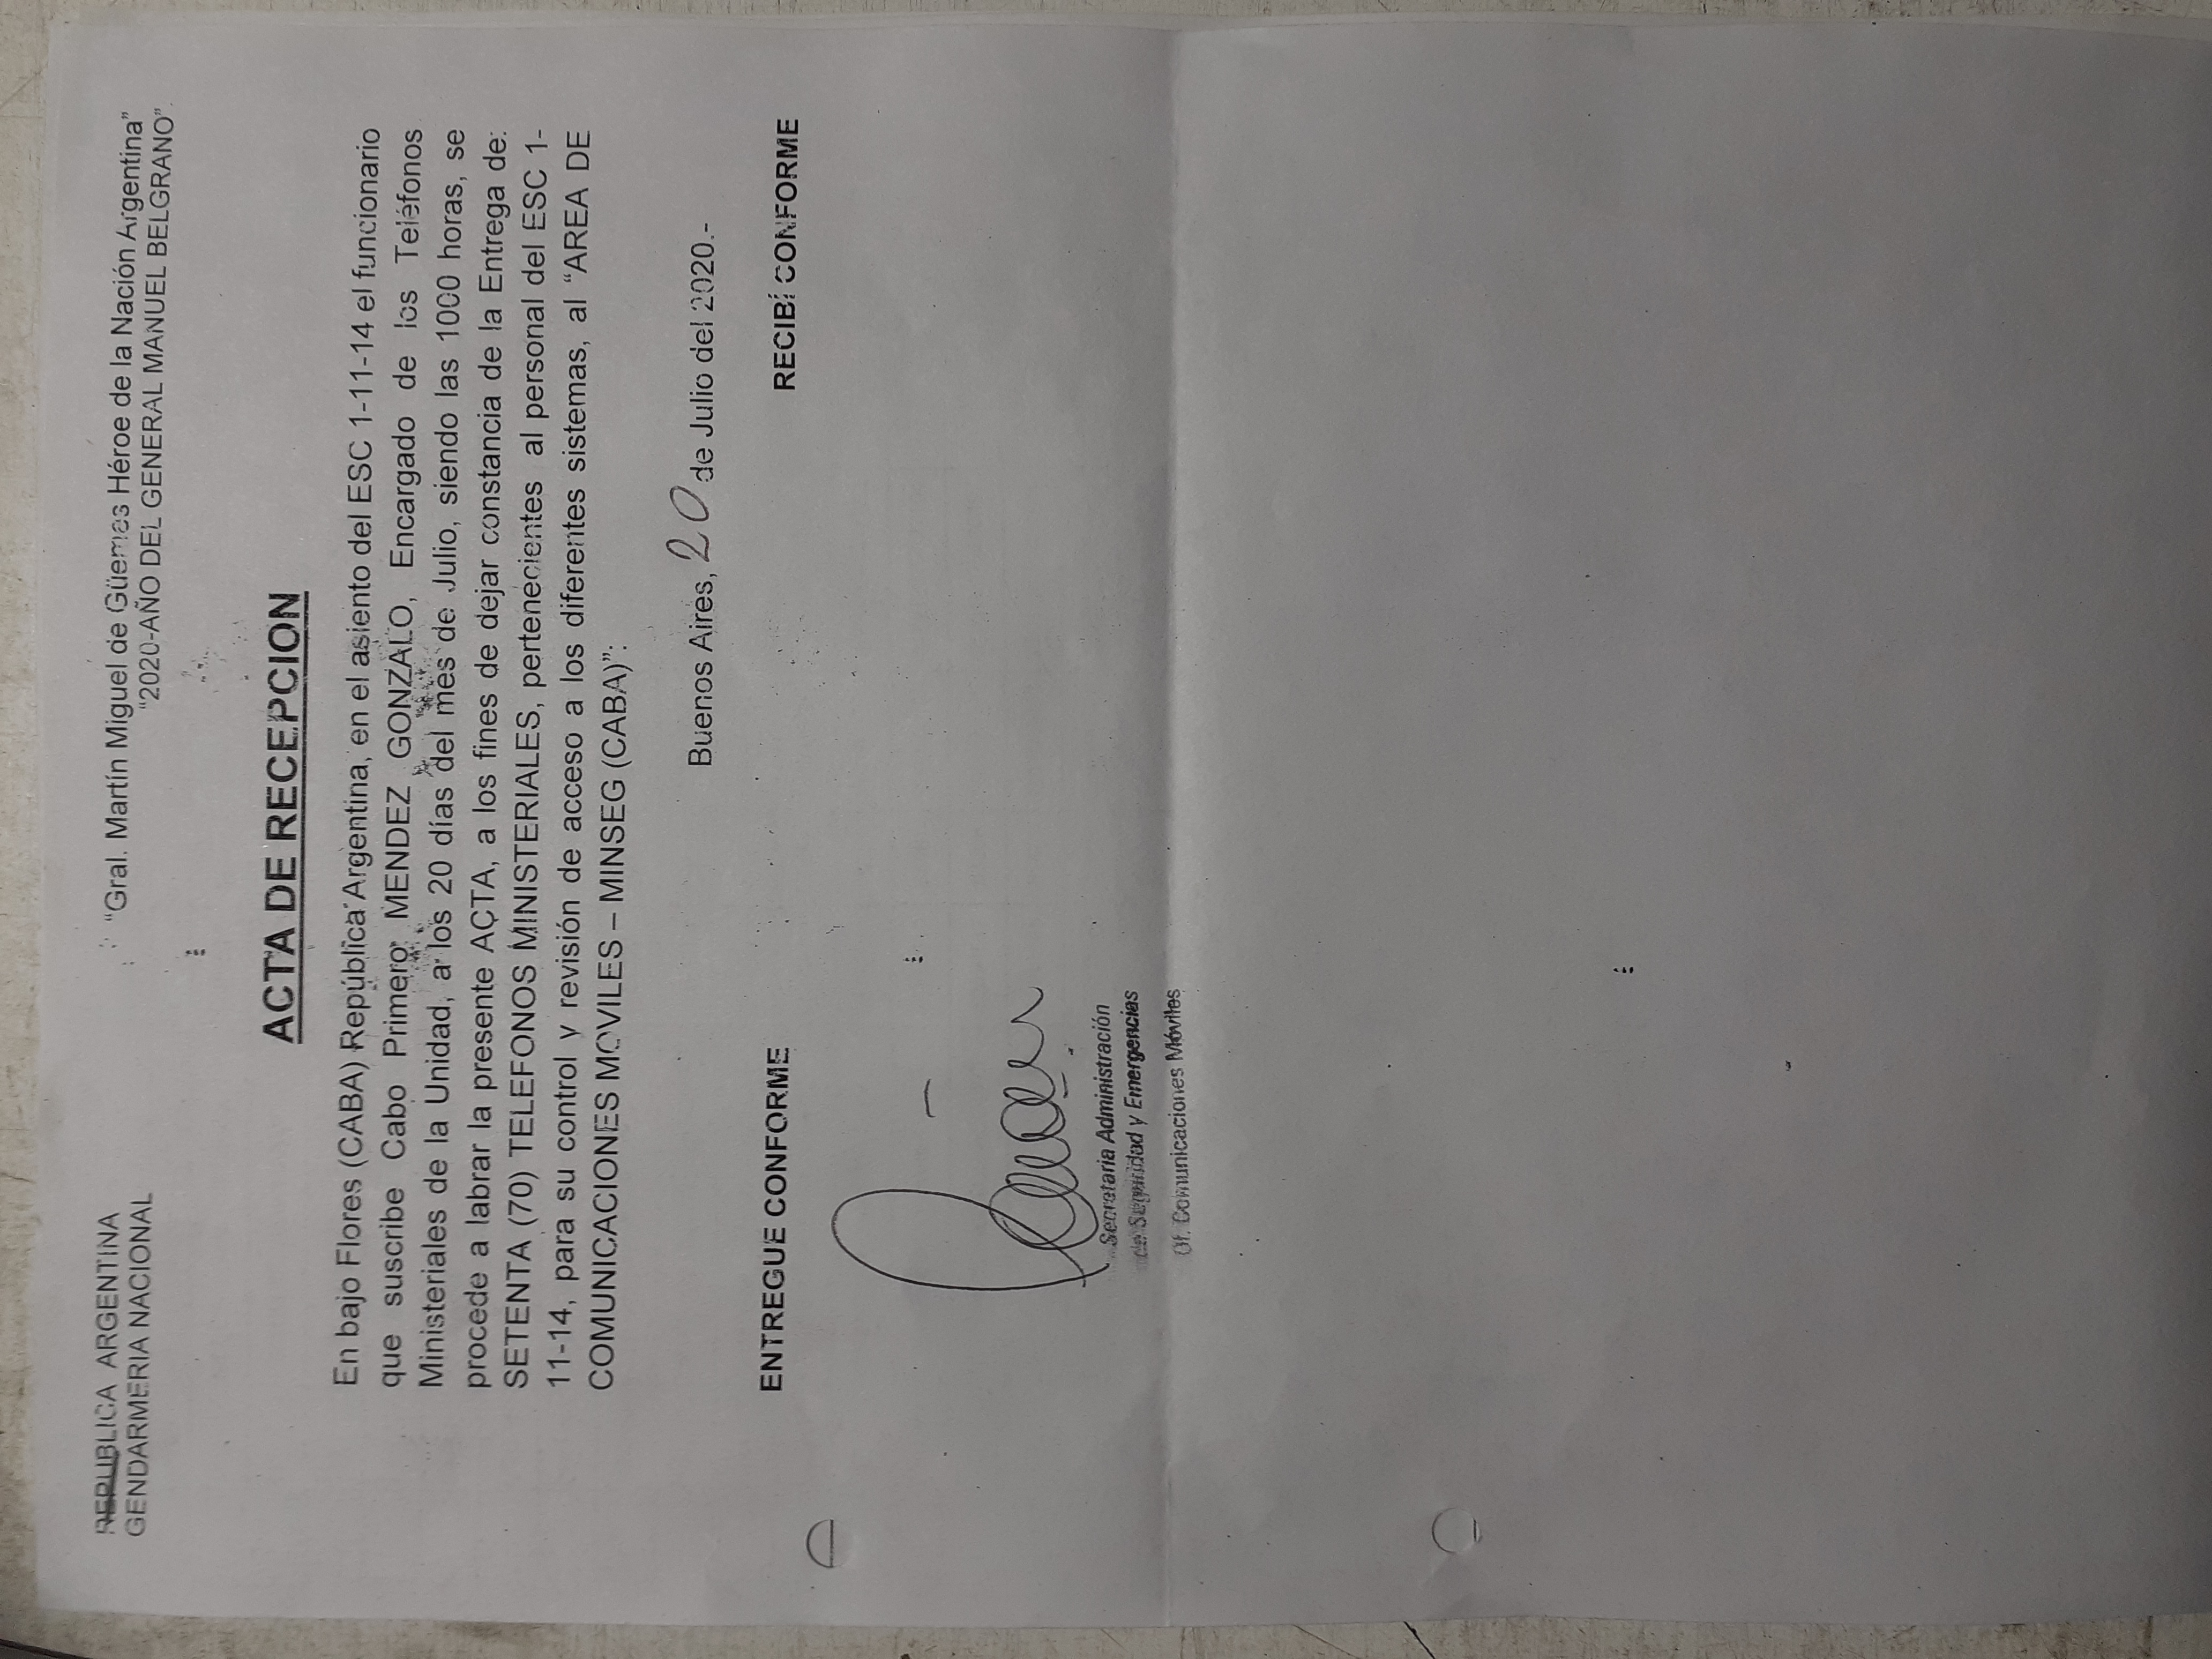 REPUBLICA ARGENTINA
GENDARMERIA NACIONAL
“Gral. Martín Miguel de Güemes Héroe de la Nación Argentina”
“2020-AÑO DEL GENERAL MANUEL BELGRANO”.
ACTA DE RECEPCION
En bajo Flores (CABA) República Argentina, en el asiento del ESC 1-11-14 el funcionario
que suscribe Cabo Primero MENDEZ GONZALO, Encargado de los Teléfonos
Ministeriales de la Unidad, a los 20 días del mes de Julio, siendo las 1000 horas, se
procede a labrar la presente ACTA, a los fines de dejar constancia de la Entrega de:
SETENTA (70) TELEFONOS MINISTERIALES, pertenecientes al personal del ESC 1-
11-14, para su control y revisión de acceso a los diferentes sistemas, al “AREA DE
COMUNICACIONES MOVILES – MINSEG (CABA)”:
Buenos Aires, 20 de Julio del 2020.-
ENTREGUE CONFORME
RECIBÍ CONFORME
Secretaria Administración
de Seguridad y Emergencias
Of. Comunicaciones Móviles